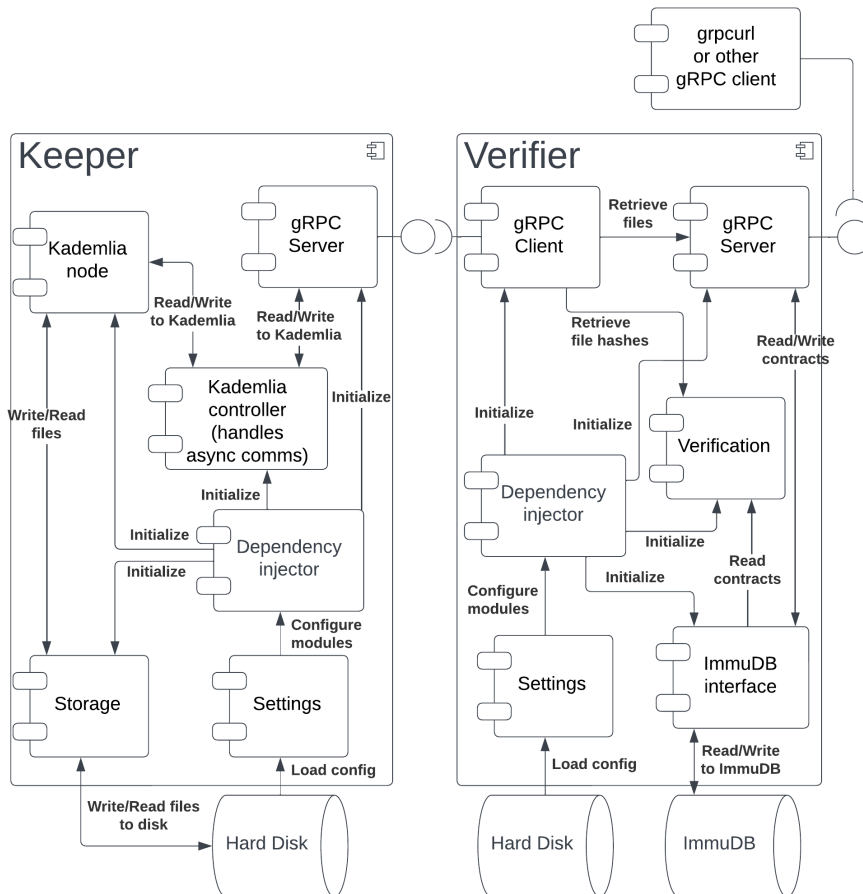 grpcurl
or other
gRPC client
Keeper
Kademlia
node
gRPC
Server
Read/Write
to Kademlia
Read/Write
to Kademlia
Kademlia
controller
(handles
async comms)
Initialize
Write/Read
files
Initialize
Initialize
Initialize
Dependency
injector
Configure
modules
Storage
Settings
Load config
Write/Read files
to disk
Hard Disk
Verifier
gRPC
Client
Retrieve
files
gRPC
Server
Retrieve
file hashes
Read/Write
contracts
Initialize
Initialize
Verification
Dependency
injector
Initialize
Initialize
Read
contracts
Configure
modules
Settings
ImmuDB
interface
Load config
Read/Write
to ImmuDB
Hard Disk
ImmuDB